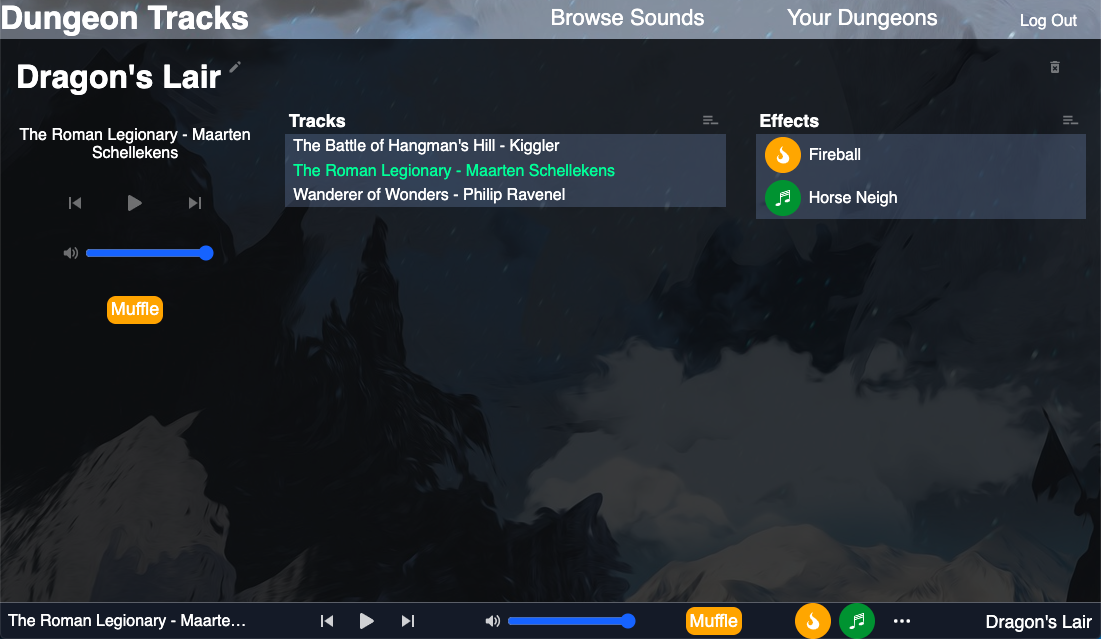 Dungeon Tracks
Browse Sounds
Your Dungeons
Log Out
Dragon's Lair
The Roman Legionary - Maarten
Schellekens
Muffle
Tracks
The Battle of Hangman's Hill - Kiggler
The Roman Legionary - Maarten Schellekens
Wanderer of Wonders - Philip Ravenel
Effects
Fireball
Horse Neigh
The Roman Legionary - Maarte…
Muffle
Dragon's Lair